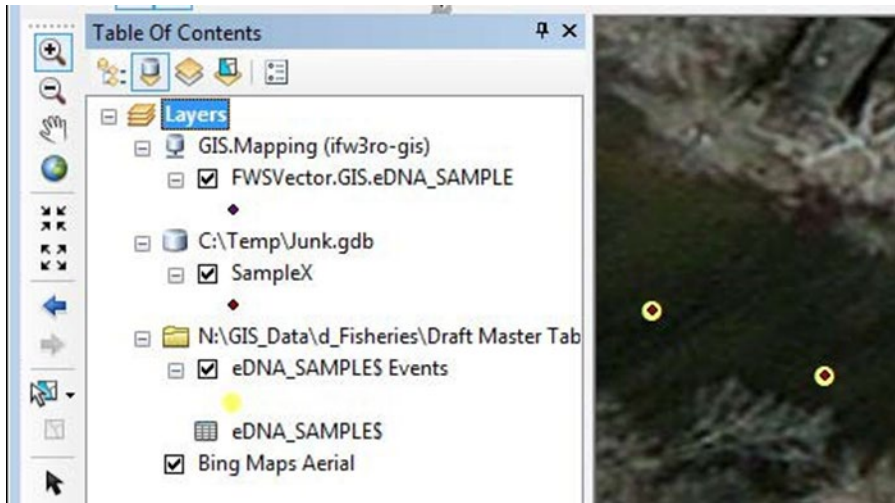 Table Of Contents
Layers
GIS.Mapping (ifw3ro-gis)
FWSVector.GIS.eDNA_SAMPLE
C:\Temp\Junk.gdb
SampleX
N:\GIS_Data\d_Fisheries\Draft Master Tab
eDNA_SAMPLE$ Events
eDNA_SAMPLE$
Bing Maps Aerial